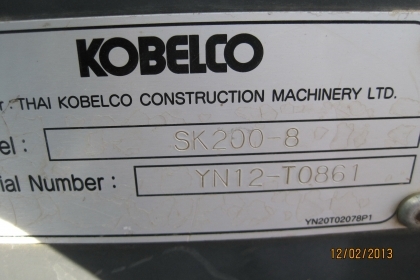 KOBELCO
r : THAI KOBELCO CONSTRUCTION MACHINERY LTD.
el : SK200-8
ial Number : YN12-T0861
YN20T02078P1
12/02/2013